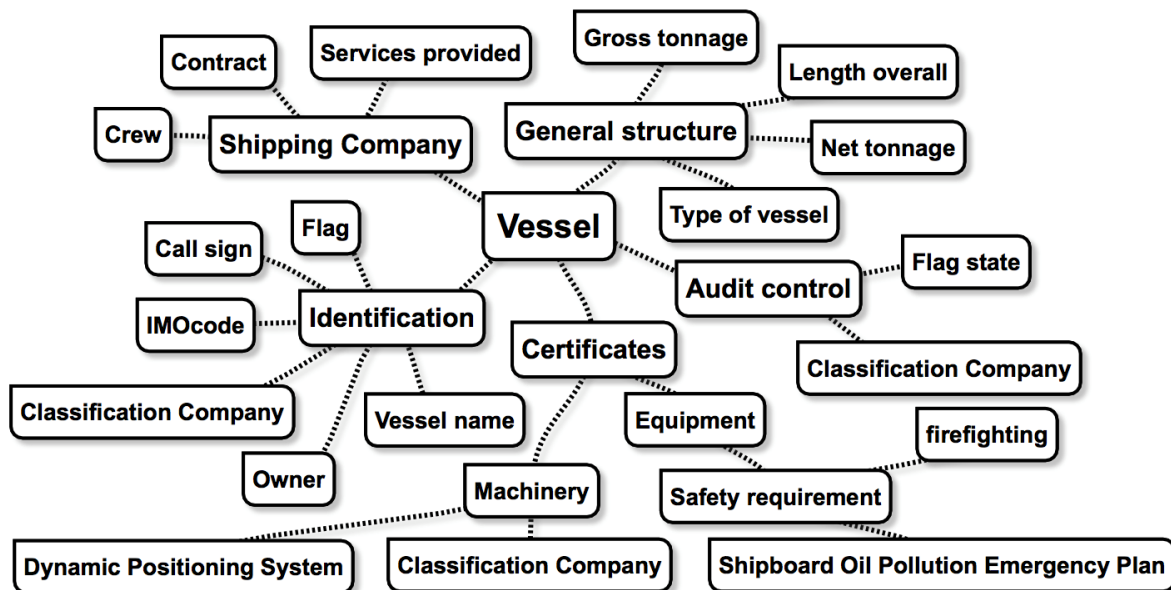 Gross tonnage
Services provided
Contract
Length overall
Crew
Shipping Company
General structure
Net tonnage
Type of vessel
Flag
Vessel
Call sign
Flag state
Audit control
IMOcode
Identification
Certificates
Classification Company
Classification Company
Vessel name
Equipment
firefighting
Owner
Machinery
Safety requirement
Dynamic Positioning System
Classification Company
Shipboard Oil Pollution Emergency Plan